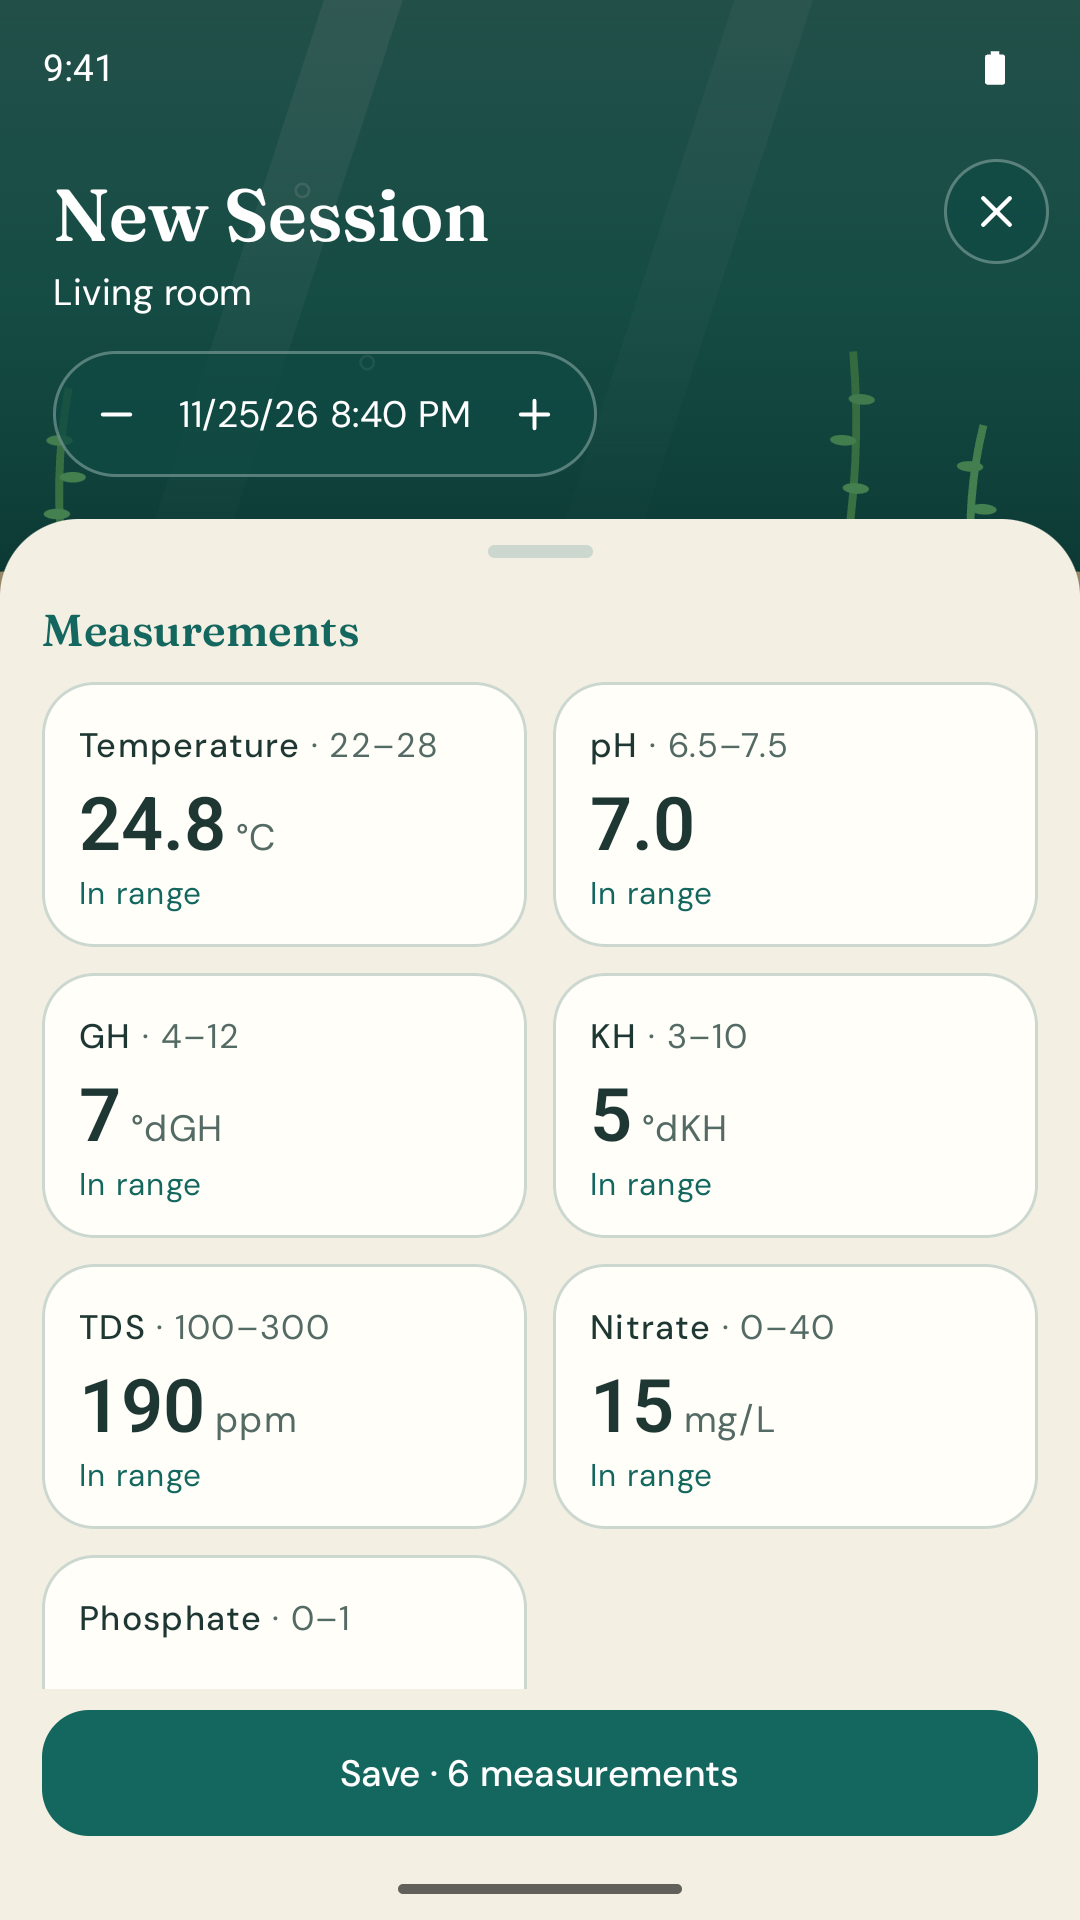 9:41
New Session
Living room
11/25/26 8:40 PM
Measurements
Temperature · 22–28
24.8 °C
In range
pH · 6.5–7.5
7.0
In range
GH · 4–12
7 °dGH
In range
KH · 3–10
5 °dKH
In range
TDS · 100–300
190 ppm
In range
Nitrate · 0–40
15 mg/L
In range
Phosphate · 0–1
Save · 6 measurements